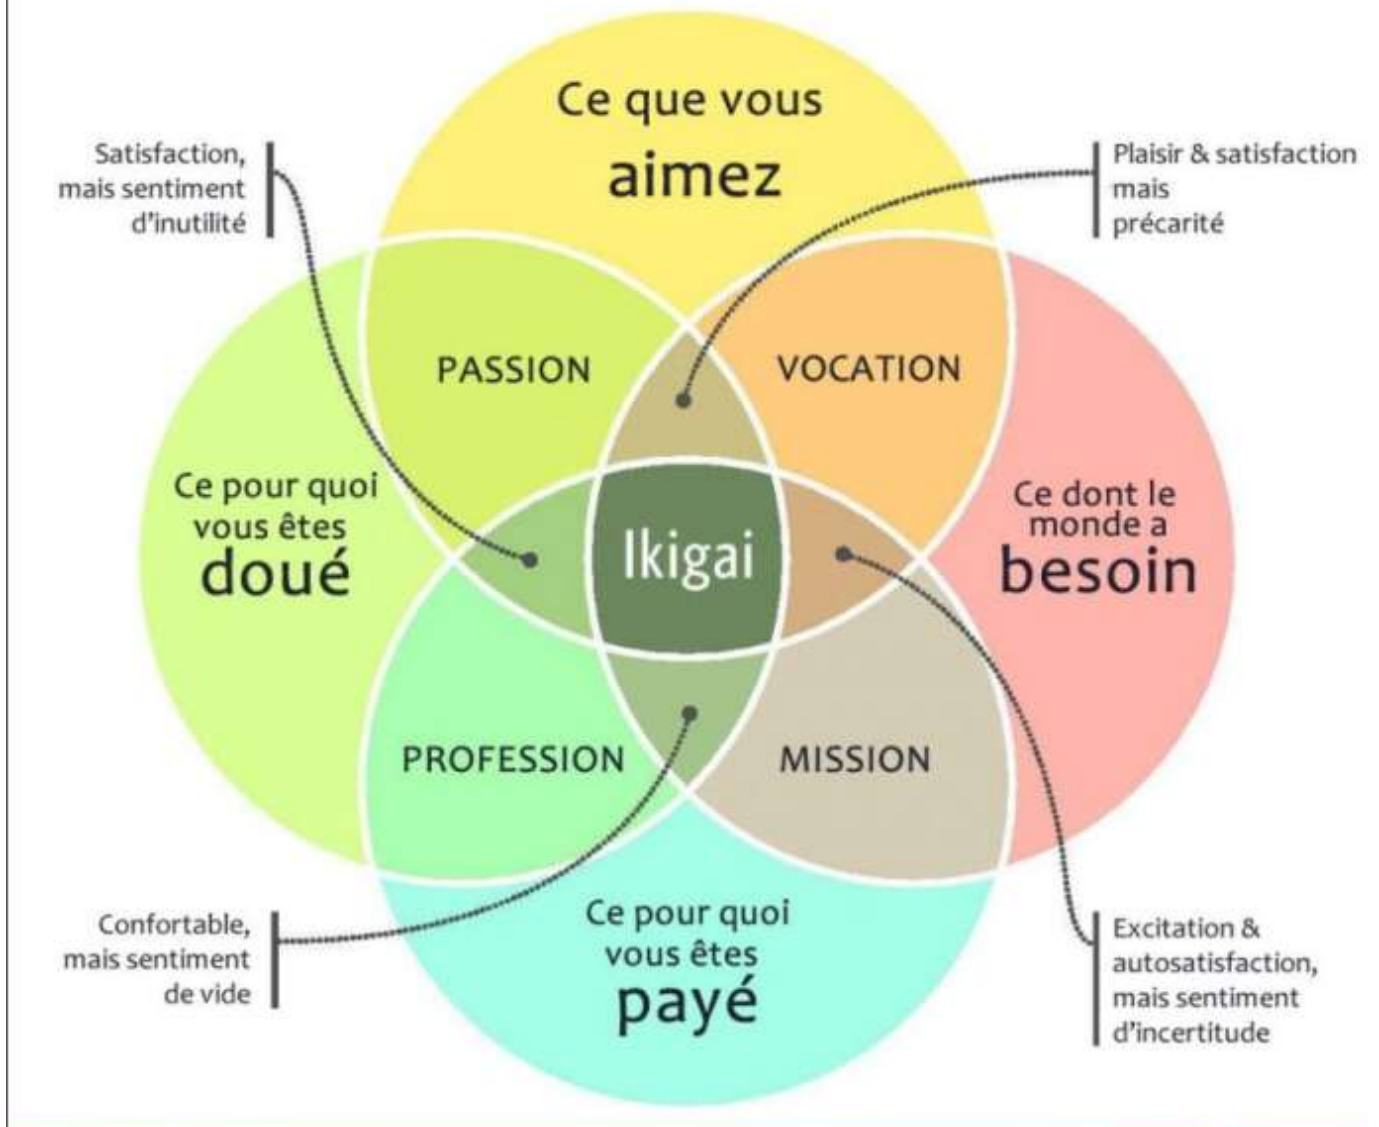 Ce que vous
aimez
Satisfaction,
mais sentiment
d'inutilité
Plaisir & satisfaction
mais
précarité
PASSION
VOCATION
Ce pour quoi
vous êtes
doué
Ikigai
Ce dont le
monde a
besoin
PROFESSION
MISSION
Ce pour quoi
vous êtes
payé
Confortable,
mais sentiment
de vide
Excitation &
autosatisfaction,
mais sentiment
d'incertitude